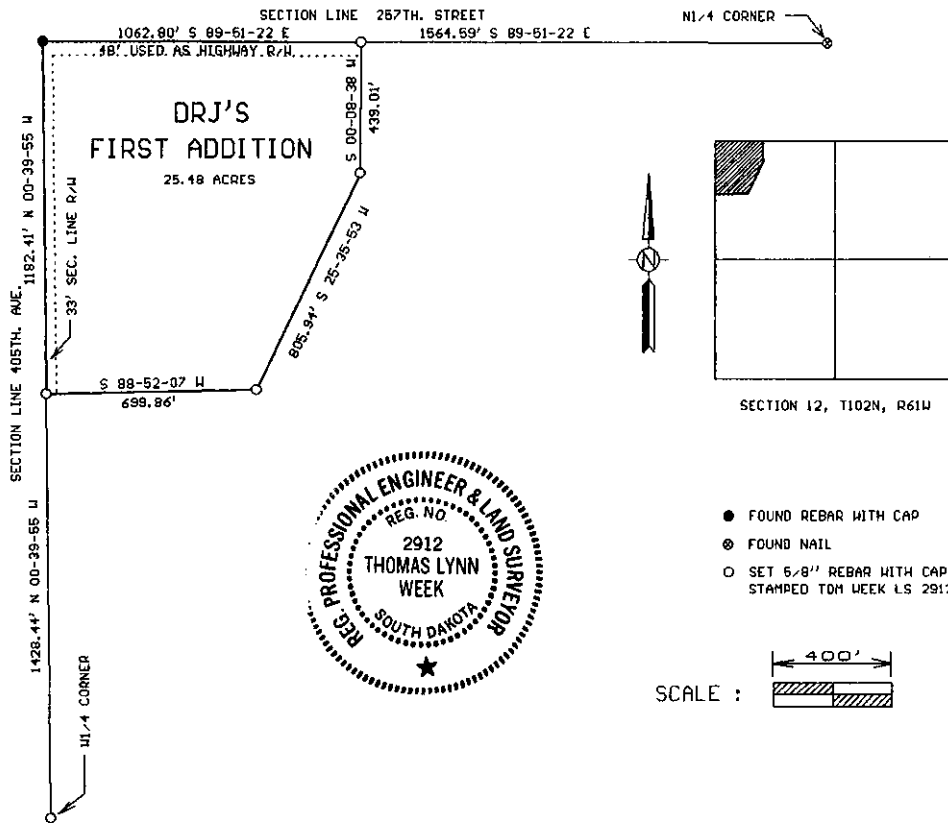 SECTION LINE 257TH. STREET
N1/4 CORNER
1062.80' S 89-51-22 E
1564.59' S 89-51-22 E
48' USED AS HIGHWAY R/W
DRJ'S
FIRST ADDITION
25.48 ACRES
S 00-08-38 W
439.01'
SECTION LINE 405TH. AVE.
1182.41' N 00-39-55 W
33' SEC. LINE R/W
805.94' S 25-35-53 W
S 88-52-07 W
699.86'
1428.44' N 00-39-55 W
W1/4 CORNER
N
SECTION 12, T102N, R61W
REG. PROFESSIONAL ENGINEER & LAND SURVEYOR
REG. NO.
2912
THOMAS LYNN
WEEK
SOUTH DAKOTA
FOUND REBAR WITH CAP
FOUND NAIL
SET 5/8" REBAR WITH CAP
STAMPED TOM WEEK LS 2912
400'
SCALE :